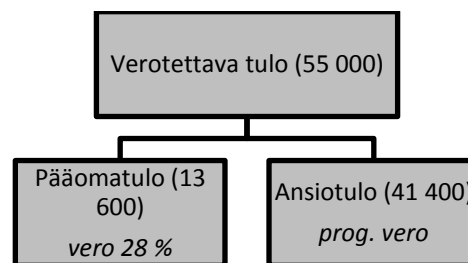 Verotettava tulo (55 000)
Pääomatulo (13
600)
vero 28 %
Ansiotulo (41 400)
prog. vero